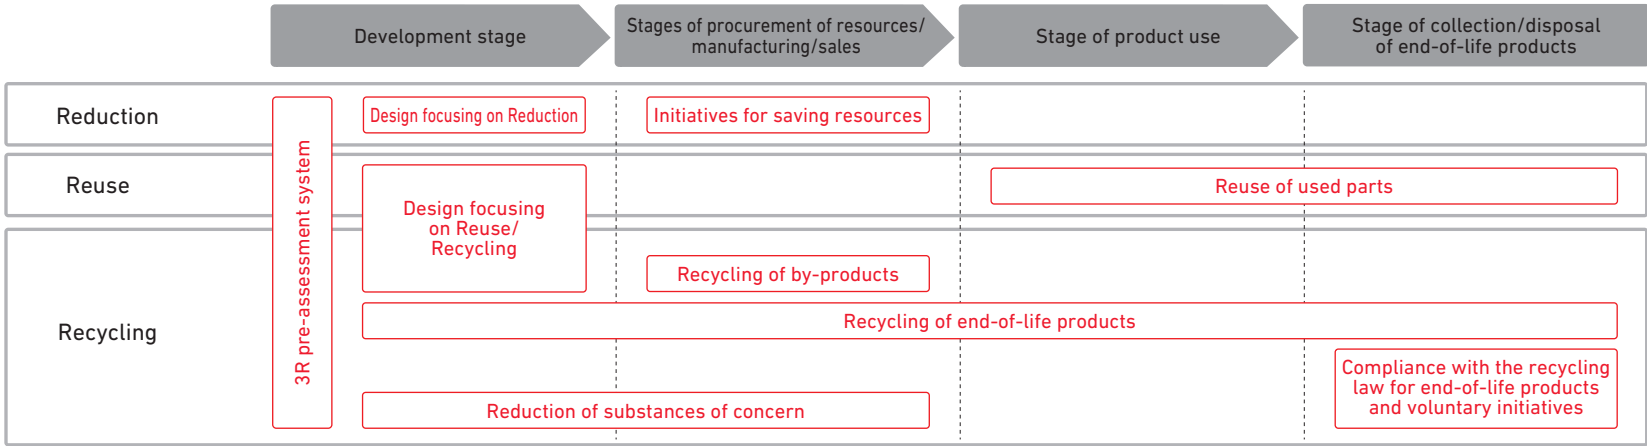 Development stage
Stages of procurement of resources/
manufacturing/sales
Stage of product use
Stage of collection/disposal
of end-of-life products
Reduction
3R pre-assessment system
Design focusing on Reduction
Initiatives for saving resources
Reuse
Design focusing
on Reuse/
Recycling
Reuse of used parts
Recycling
Recycling of by-products
Recycling of end-of-life products
Reduction of substances of concern
Compliance with the recycling
law for end-of-life products
and voluntary initiatives